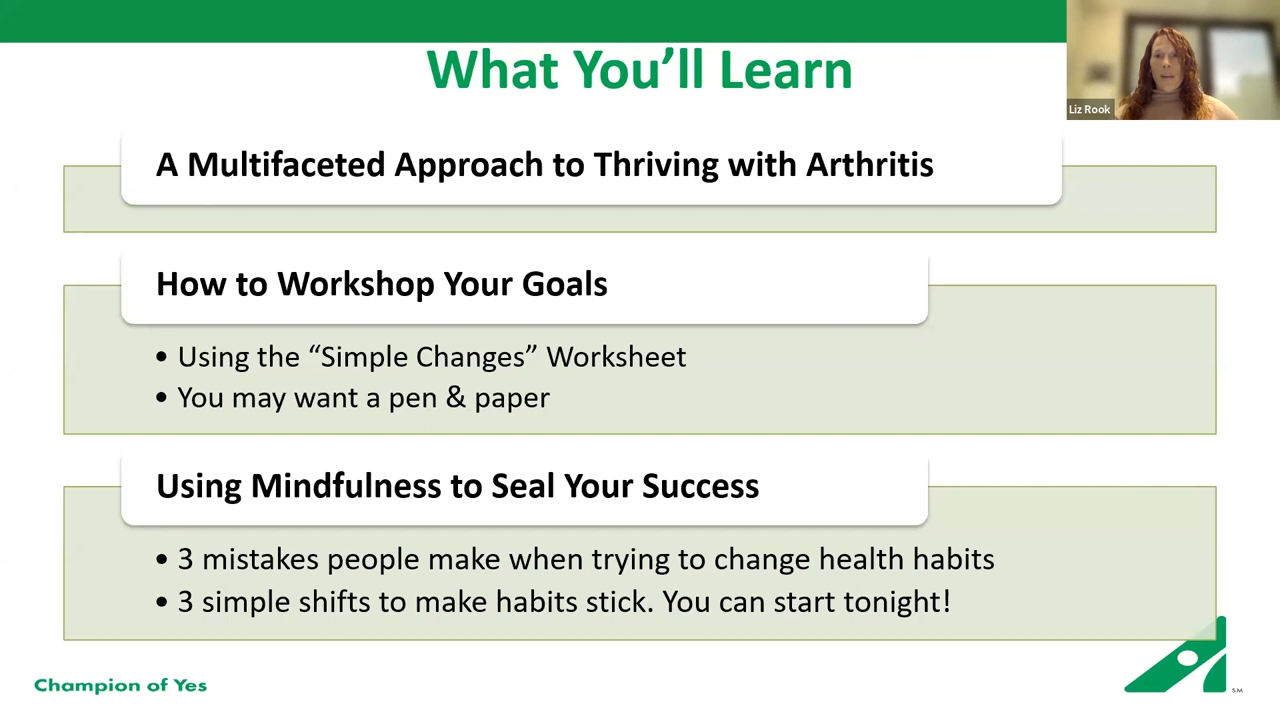 What You’ll Learn
Liz Rook
A Multifaceted Approach to Thriving with Arthritis
How to Workshop Your Goals
• Using the “Simple Changes” Worksheet
• You may want a pen & paper
Using Mindfulness to Seal Your Success
• 3 mistakes people make when trying to change health habits
• 3 simple shifts to make habits stick. You can start tonight!
Champion of Yes
SM